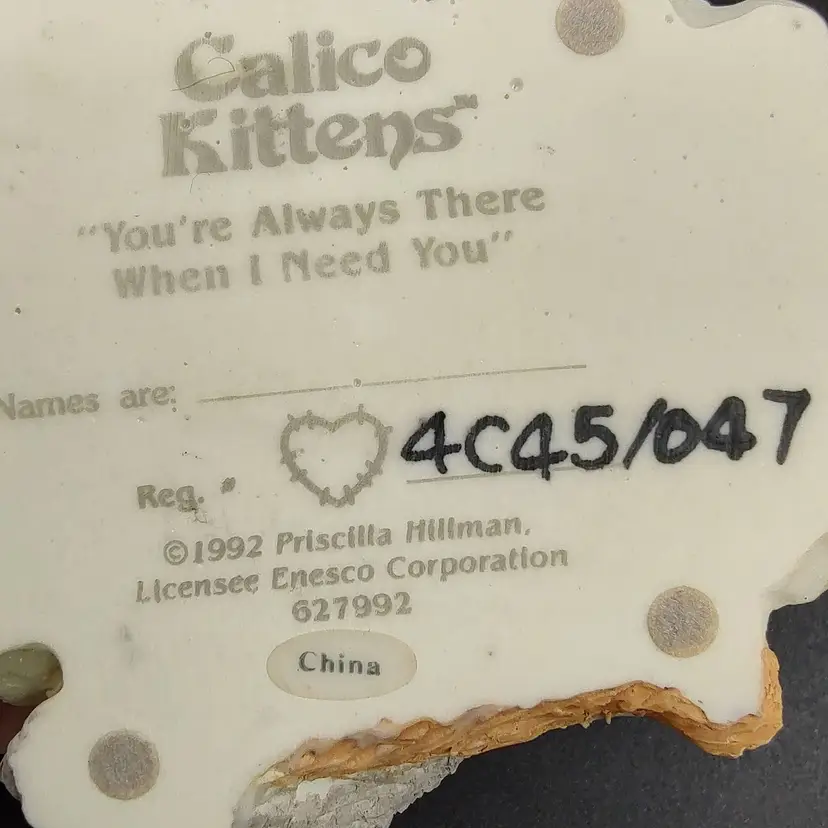 Calico
Kittens™
"You're Always There
When I Need You"
Names are:
Reg. # 4C45/047
©1992 Priscilla Hillman,
Licensee Enesco Corporation
627992
China